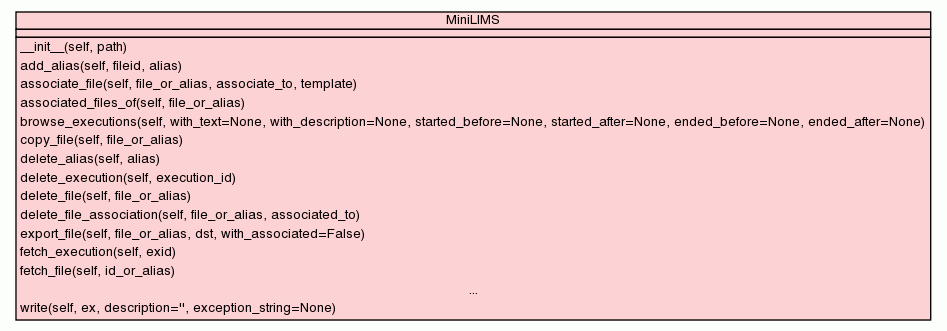 MiniLIMS
__init__(self, path)
add_alias(self, fileid, alias)
associate_file(self, file_or_alias, associate_to, template)
associated_files_of(self, file_or_alias)
browse_executions(self, with_text=None, with_description=None, started_before=None, started_after=None, ended_before=None, ended_after=None)
copy_file(self, file_or_alias)
delete_alias(self, alias)
delete_execution(self, execution_id)
delete_file(self, file_or_alias)
delete_file_association(self, file_or_alias, associated_to)
export_file(self, file_or_alias, dst, with_associated=False)
fetch_execution(self, exid)
fetch_file(self, id_or_alias)
...
write(self, ex, description='', exception_string=None)